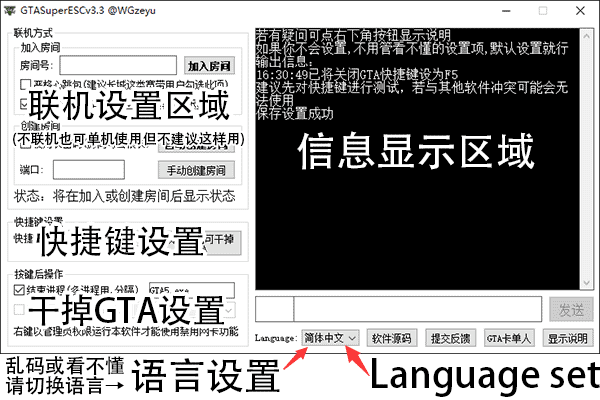 GTASuperESCv3.3 @WGzeyu
联机方式
加入房间
房间号:
加入房间
联机设置区域
创建房间
(不联机也可单机使用但不建议这样用)
端口:
手动创建房间
状态: 将在加入或创建房间后显示状态
快捷键设置
快捷键设置
可干掉
按键后操作
结束进程(多进程用,分隔)
GTA5.exe
干掉GTA设置
右键以管理员权限运行本软件才能使用禁用网卡功能
若有疑问可点右下角按钮显示说明
如果你不会设置,不用管看不懂的设置项,默认设置就行
输出信息:
16:30:49已将关闭GTA快捷键设为F5
建议先对快捷键进行测试，若与其他软件冲突可能会无
法使用
保存设置成功
信息显示区域
发送
Language:
简体中文
软件源码
提交反馈
GTA卡单人
显示说明
乱码或看不懂
请切换语言→
语言设置
Language set